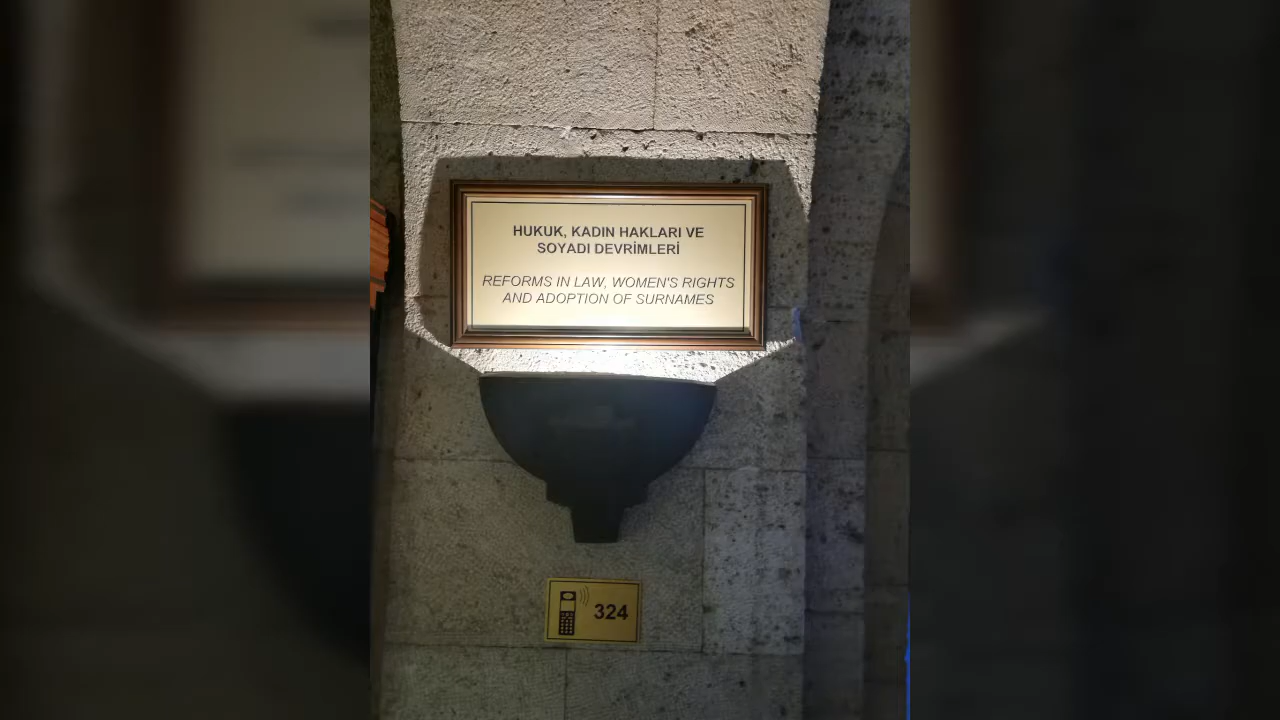 HUKUK, KADIN HAKLARI VE
SOYADI DEVRİMLERİ
REFORMS IN LAW, WOMEN'S RIGHTS
AND ADOPTION OF SURNAMES
324